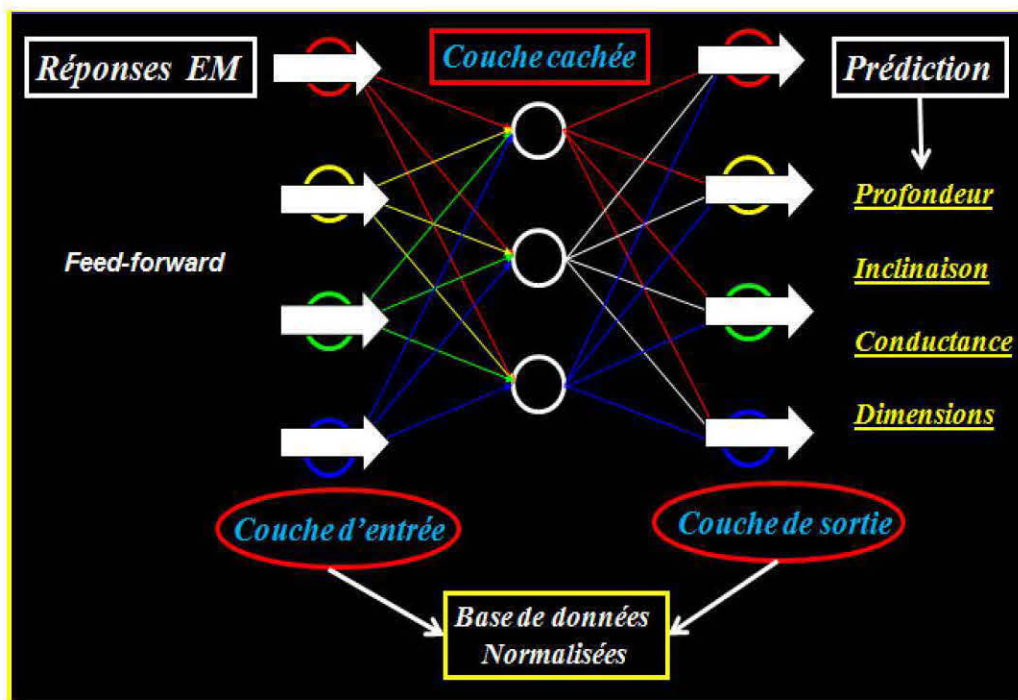 Réponses EM
Couche cachée
Prédiction
Profondeur
Feed-forward
Inclinaison
Conductance
Dimensions
Couche d'entrée
Couche de sortie
Base de données
Normalisées